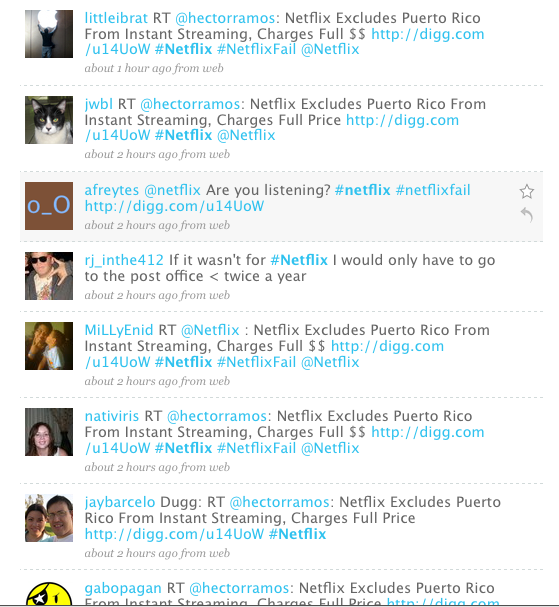 littleibrat RT @hectorramos: Netflix Excludes Puerto Rico
From Instant Streaming, Charges Full $$ http://digg.com
/u14UoW #Netflix #NetflixFail @Netflix
about 1 hour ago from web
jwbl RT @hectorramos: Netflix Excludes Puerto Rico From
Instant Streaming, Charges Full Price http://digg.com
/u14UoW #Netflix @Netflix
about 2 hours ago from web
o_O
afreytes @netflix Are you listening? #netflix #netflixfail
http://digg.com/u14UoW
about 2 hours ago from web
rj_inthe412 If it wasn't for #Netflix I would only have to go
to the post office < twice a year
about 2 hours ago from web
MiLLyEnid RT @Netflix : Netflix Excludes Puerto Rico From
Instant Streaming, Charges Full $$ http://digg.com
/u14UoW #Netflix #NetflixFail @Netflix
about 2 hours ago from web
nativiris RT @hectorramos: Netflix Excludes Puerto Rico
From Instant Streaming, Charges Full $$ http://digg.com
/u14UoW #Netflix #NetflixFail @Netflix
about 2 hours ago from web
jaybarcelo Dugg: RT @hectorramos: Netflix Excludes Puerto
Rico From Instant Streaming, Charges Full Price
http://digg.com/u14UoW #Netflix
about 2 hours ago from web
gabopagan RT @hectorramos: Netflix Excludes Puerto Rico
From Instant Streaming, Charges Full Price http://digg.com